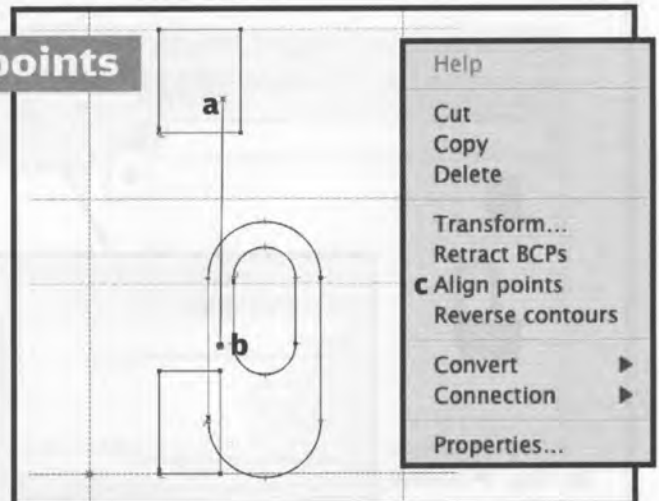 points
a
b
Help
Cut
Copy
Delete
Transform...
Retract BCPs
c Align points
Reverse contours
Convert
Connection
Properties...